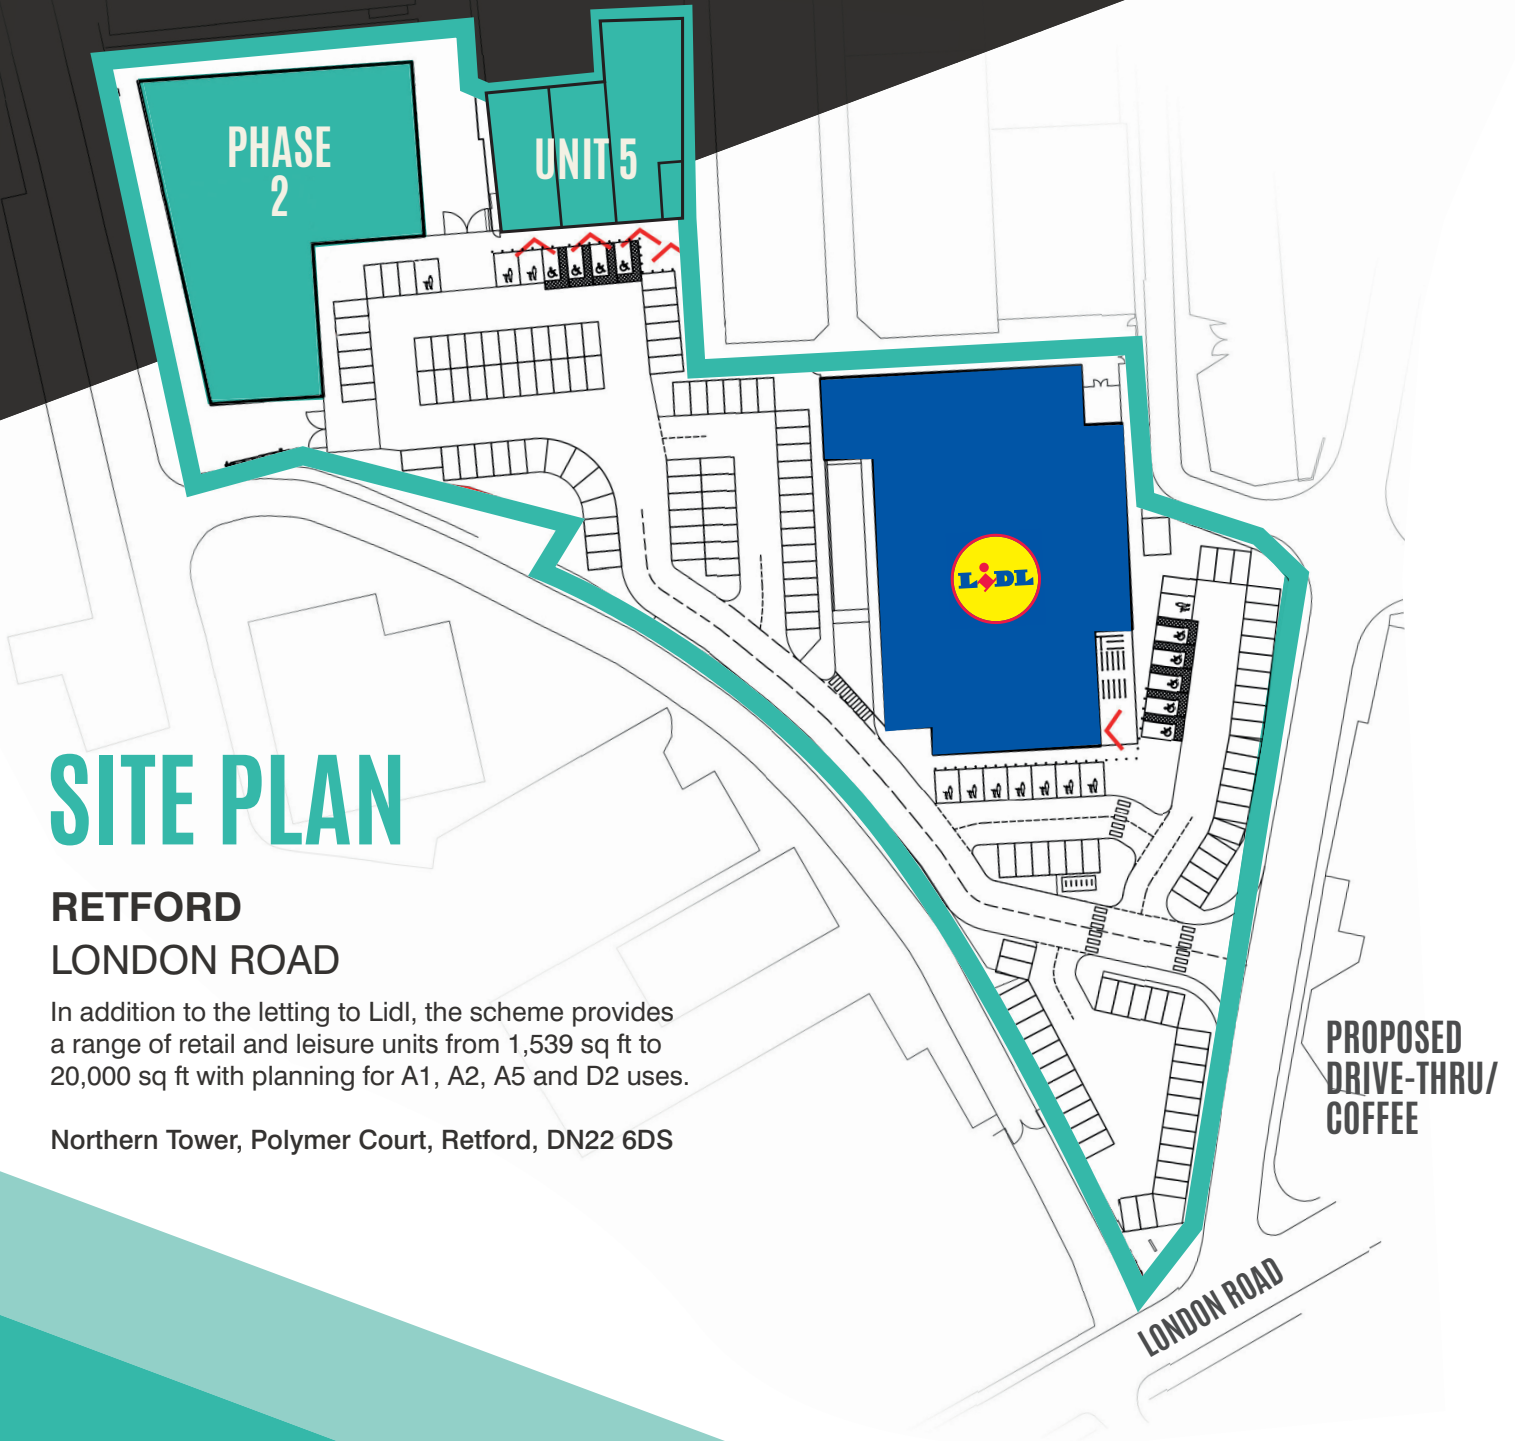 PHASE
2
UNIT 5
LIDL
SITE PLAN
RETFORD
LONDON ROAD
In addition to the letting to Lidl, the scheme provides
a range of retail and leisure units from 1,539 sq ft to
20,000 sq ft with planning for A1, A2, A5 and D2 uses.
Northern Tower, Polymer Court, Retford, DN22 6DS
PROPOSED
DRIVE-THRU/
COFFEE
LONDON ROAD